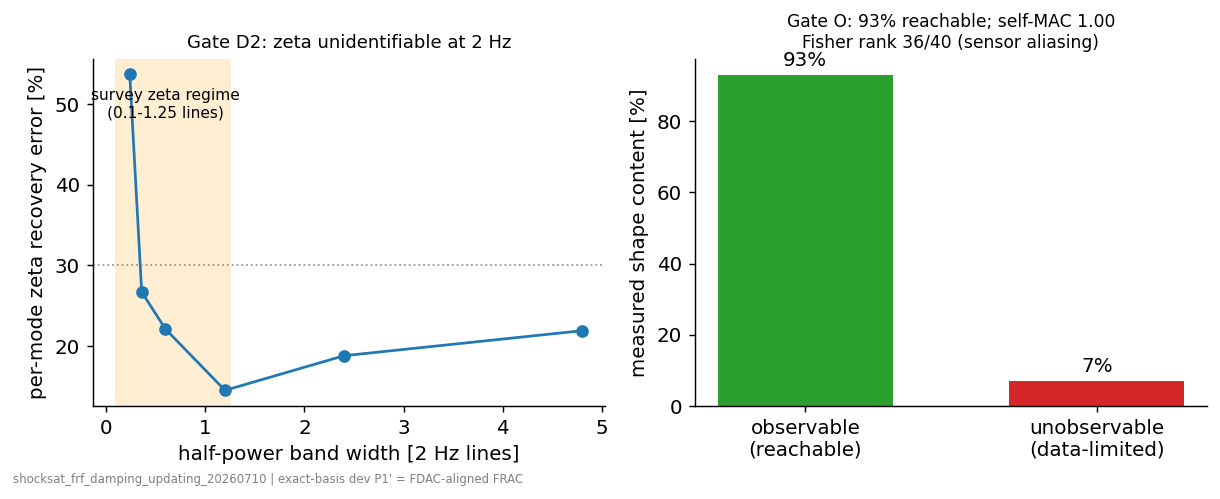 Gate D2: zeta unidentifiable at 2 Hz
per-mode zeta recovery error [%]
50
40
30
20
survey zeta regime
(0.1-1.25 lines)
0 1 2 3 4 5
half-power band width [2 Hz lines]
Gate O: 93% reachable; self-MAC 1.00
Fisher rank 36/40 (sensor aliasing)
measured shape content [%]
80
60
40
20
0
93%
7%
observable
(reachable)
unobservable
(data-limited)
shocksat_frf_damping_updating_20260710 | exact-basis dev P1' = FDAC-aligned FRAC